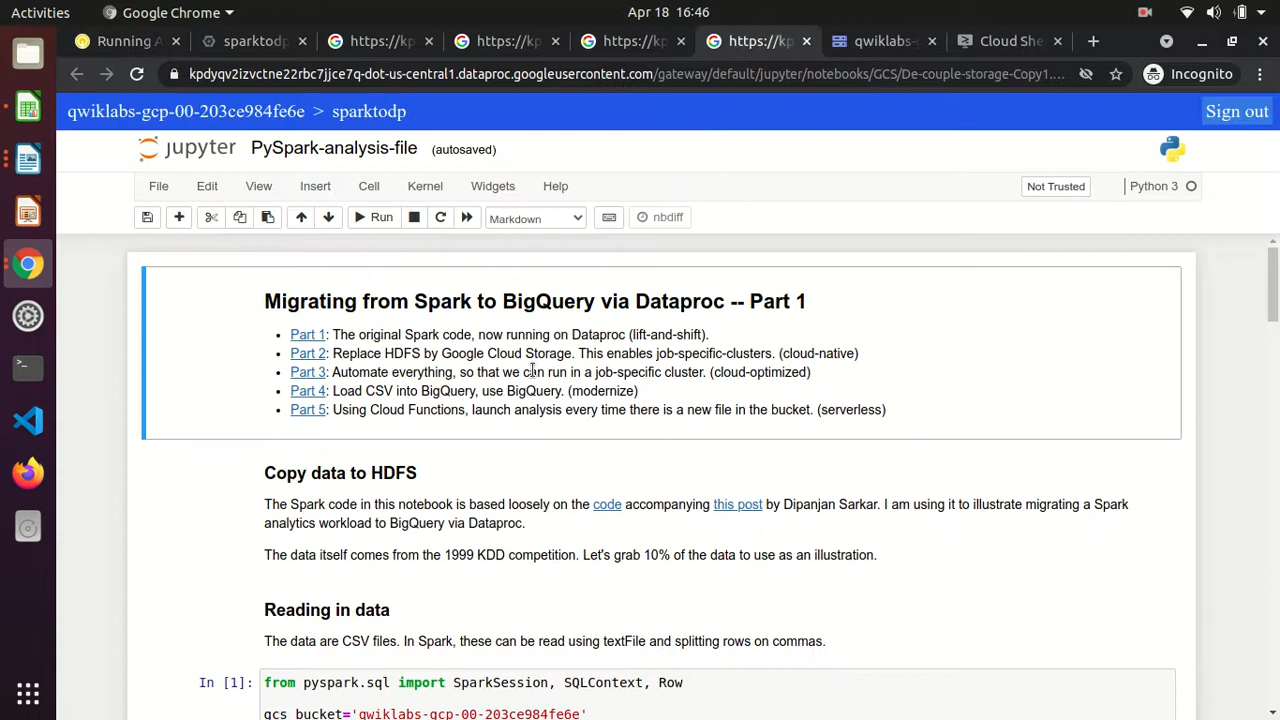 Activities
Google Chrome
Apr 18 16:46
Running A
sparktodp
https://kp
https://kp
https://kp
https://kp
qwiklabs-
Cloud She
kpdyqv2izvctne22rbc7jjce7q-dot-us-central1.dataproc.googleusercontent.com/gateway/default/jupyter/notebooks/GCS/De-couple-storage-Copy1....
Incognito
qwiklabs-gcp-00-203ce984fe6e > sparktodp
Sign out
jupyter PySpark-analysis-file (autosaved)
File Edit View Insert Cell Kernel Widgets Help
Not Trusted
Python 3
Run
Markdown
nbdiff
Migrating from Spark to BigQuery via Dataproc -- Part 1
• Part 1: The original Spark code, now running on Dataproc (lift-and-shift).
• Part 2: Replace HDFS by Google Cloud Storage. This enables job-specific-clusters. (cloud-native)
• Part 3: Automate everything, so that we can run in a job-specific cluster. (cloud-optimized)
• Part 4: Load CSV into BigQuery, use BigQuery. (modernize)
• Part 5: Using Cloud Functions, launch analysis every time there is a new file in the bucket. (serverless)
Copy data to HDFS
The Spark code in this notebook is based loosely on the code accompanying this post by Dipanjan Sarkar. I am using it to illustrate migrating a Spark
analytics workload to BigQuery via Dataproc.
The data itself comes from the 1999 KDD competition. Let's grab 10% of the data to use as an illustration.
Reading in data
The data are CSV files. In Spark, these can be read using textFile and splitting rows on commas.
In [1]: from pyspark.sql import SparkSession, SQLContext, Row
gcs_bucket='qwiklabs-gcp-00-203ce984fe6e'